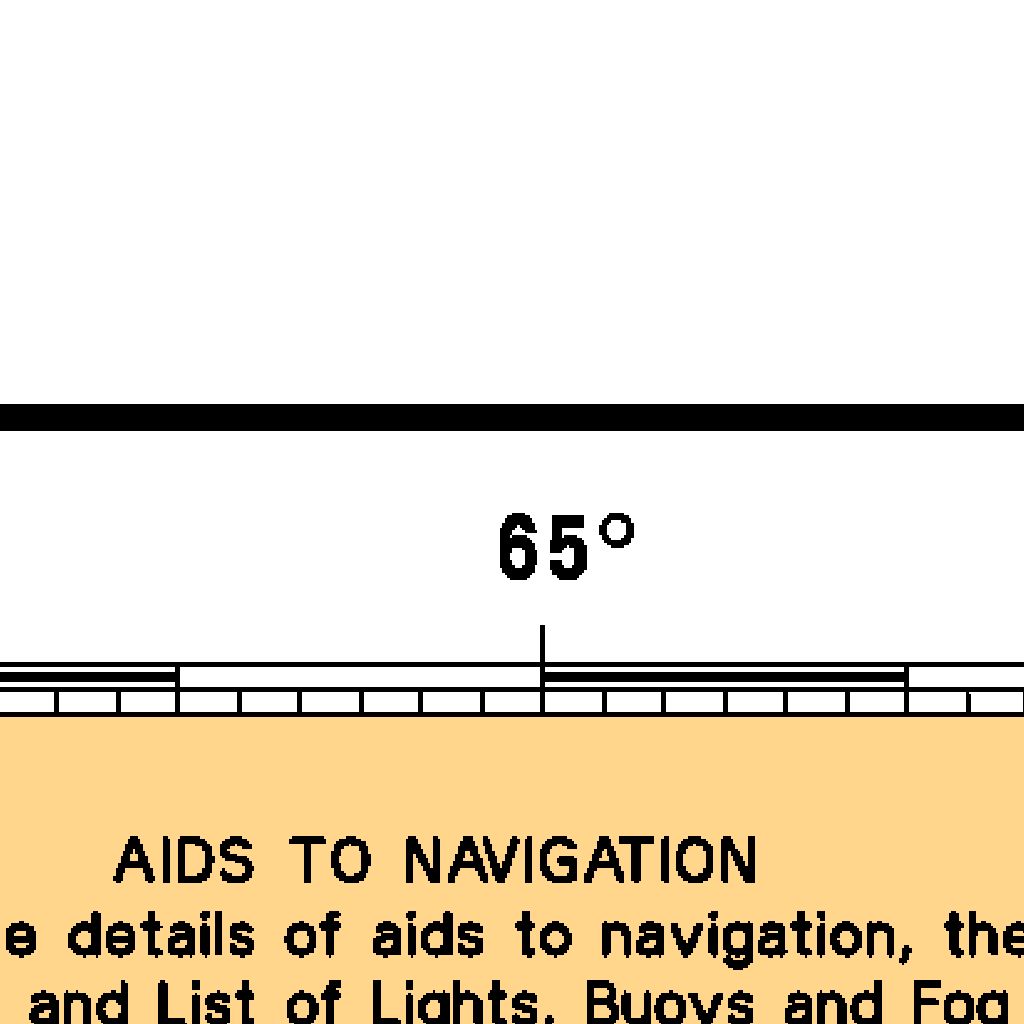 65°
AIDS TO NAVIGATION
e details of aids to navigation, the
and List of Lights, Buoys and Fog